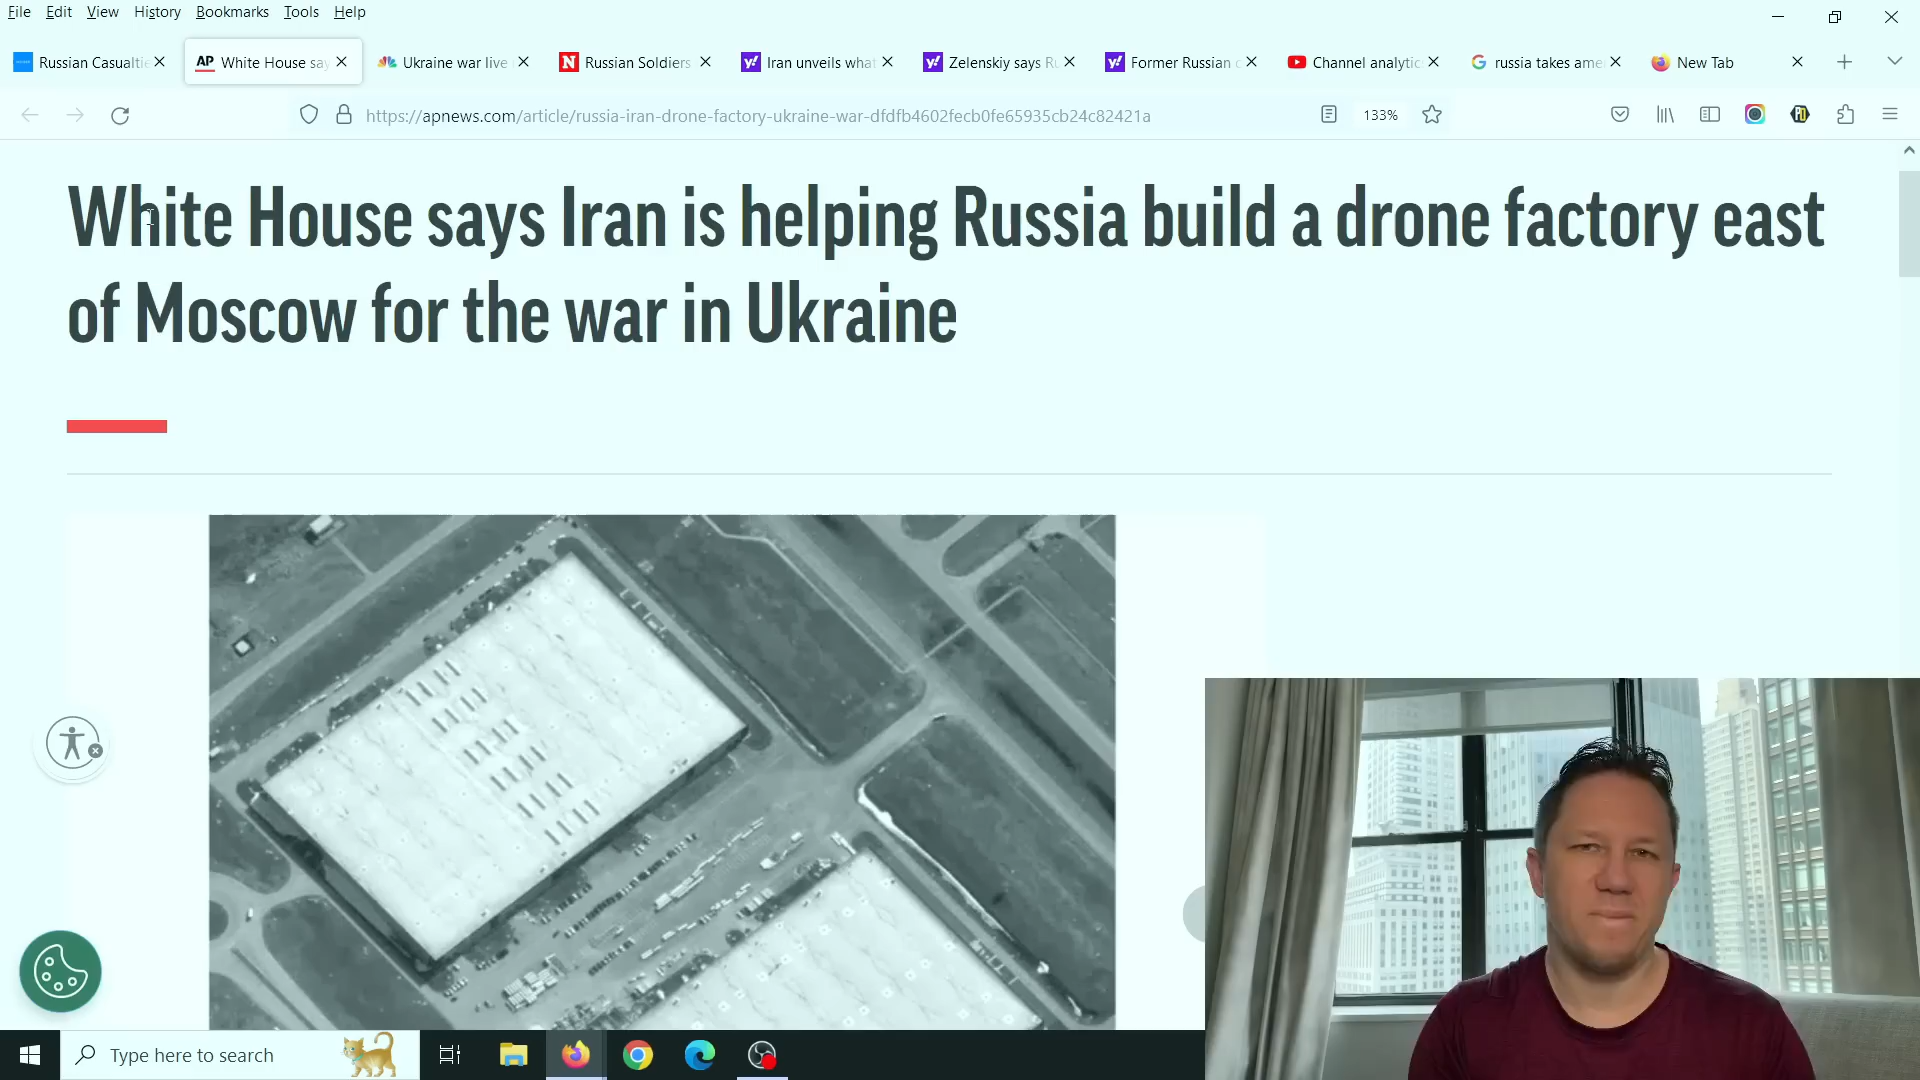 File Edit View History Bookmarks Tools Help
Russian Casualtie
AP White House say
Ukraine war live
N Russian Soldiers
y! Iran unveils what
y! Zelenskiy says Ru
y! Former Russian c
Channel analytic
G russia takes ame
New Tab
https://apnews.com/article/russia-iran-drone-factory-ukraine-war-dfdfb4602fecb0fe65935cb24c82421a
133%
White House says Iran is helping Russia build a drone factory east
of Moscow for the war in Ukraine
Type here to search